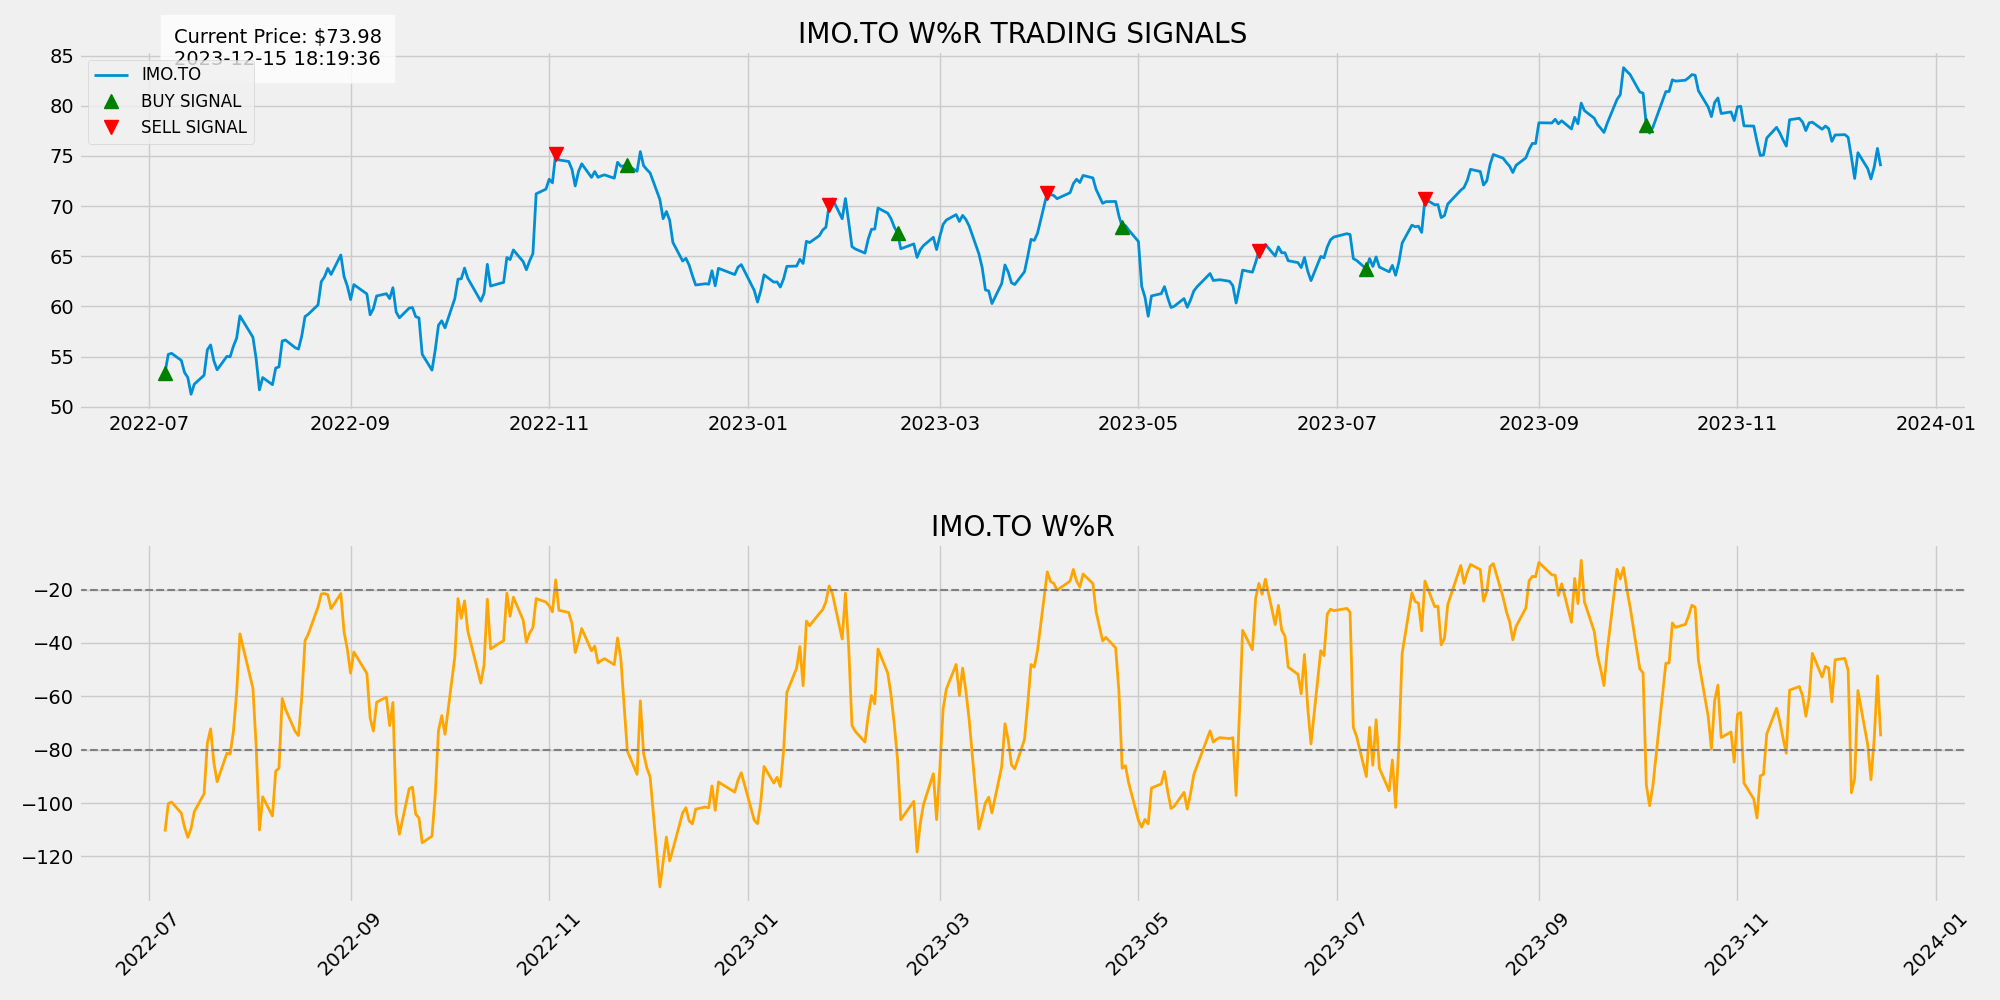 IMO.TO W%R TRADING SIGNALS
Current Price: $73.98
2023-12-15 18:19:36
IMO.TO
BUY SIGNAL
SELL SIGNAL
85
80
75
70
65
60
55
50
2022-07 2022-09 2022-11 2023-01 2023-03 2023-05 2023-07 2023-09 2023-11 2024-01
IMO.TO W%R
−20
−40
−60
−80
−100
−120
2022-07 2022-09 2022-11 2023-01 2023-03 2023-05 2023-07 2023-09 2023-11 2024-01